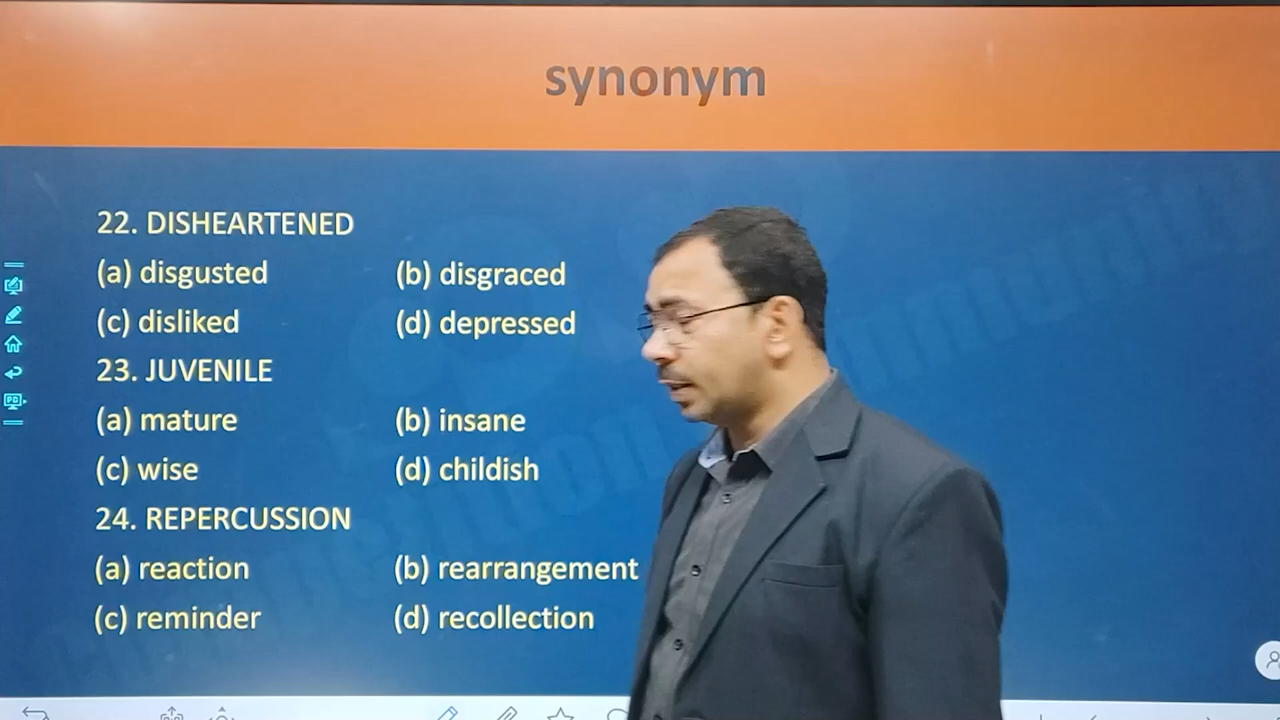 synonym
22. DISHEARTENED
(a) disgusted (b) disgraced
(c) disliked (d) depressed
23. JUVENILE
(a) mature (b) insane
(c) wise (d) childish
24. REPERCUSSION
(a) reaction (b) rearrangement
(c) reminder (d) recollection